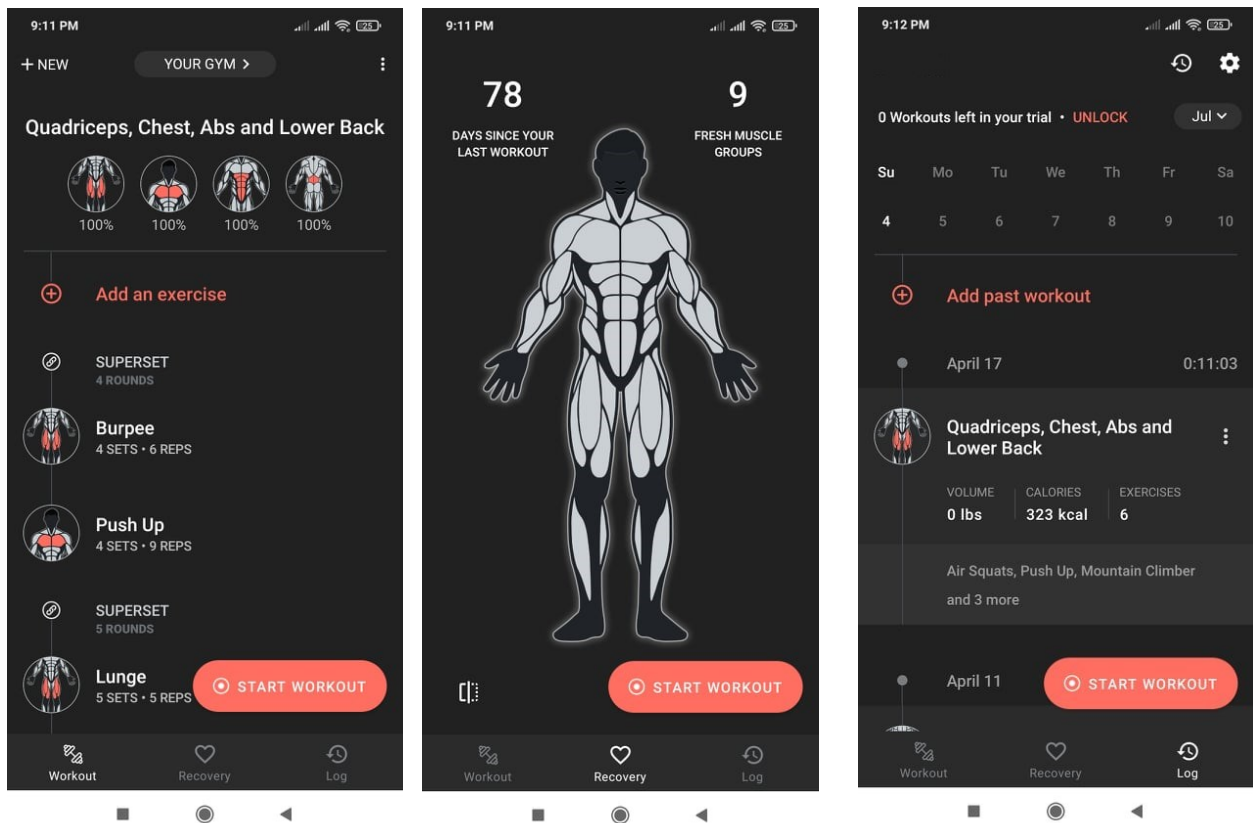 9:11 PM
25
+ NEW
YOUR GYM >
Quadriceps, Chest, Abs and Lower Back
100% 100% 100% 100%
Add an exercise
SUPERSET
4 ROUNDS
Burpee
4 SETS • 6 REPS
Push Up
4 SETS • 9 REPS
SUPERSET
5 ROUNDS
Lunge
5 SETS • 5 REPS
START WORKOUT
Workout Recovery Log
9:11 PM
25
78
DAYS SINCE YOUR
LAST WORKOUT
9
FRESH MUSCLE
GROUPS
START WORKOUT
Workout Recovery Log
9:12 PM
25
0 Workouts left in your trial • UNLOCK
Jul
Su Mo Tu We Th Fr Sa
4 5 6 7 8 9 10
Add past workout
April 17 0:11:03
Quadriceps, Chest, Abs and
Lower Back
VOLUME CALORIES EXERCISES
0 lbs 323 kcal 6
Air Squats, Push Up, Mountain Climber
and 3 more
April 11
START WORKOUT
Workout Recovery Log